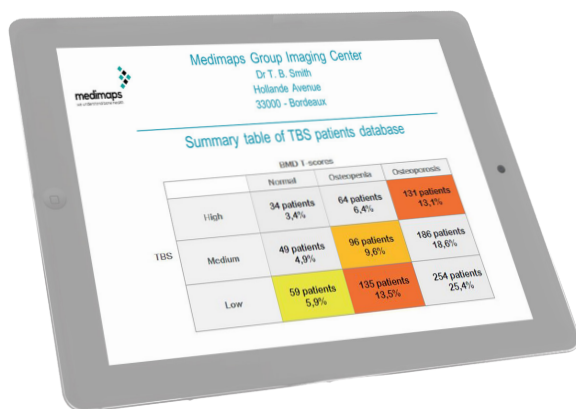 Medimaps Group Imaging Center
Dr T. B. Smith
Hollande Avenue
33000 - Bordeaux
medimaps
Summary table of TBS patients database
BMD T-scores
Normal Osteopenia Osteoporosis
High 34 patients 64 patients 131 patients
3,4% 6,4% 13,1%
TBS Medium 49 patients 96 patients 186 patients
4,9% 9,6% 18,6%
Low 59 patients 135 patients 254 patients
5,9% 13,5% 25,4%